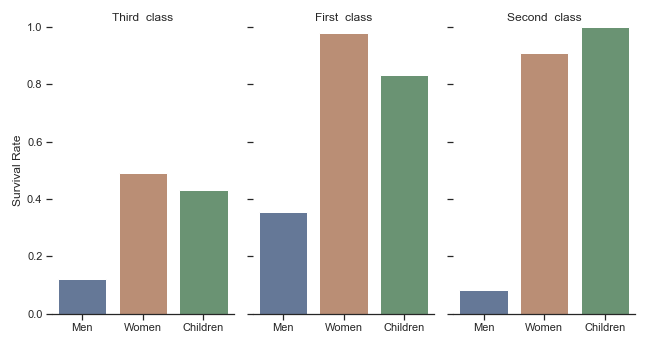 Third  class
First  class
Second  class
Survival Rate
1.0
0.8
0.6
0.4
0.2
0.0
Men Women Children
Men Women Children
Men Women Children